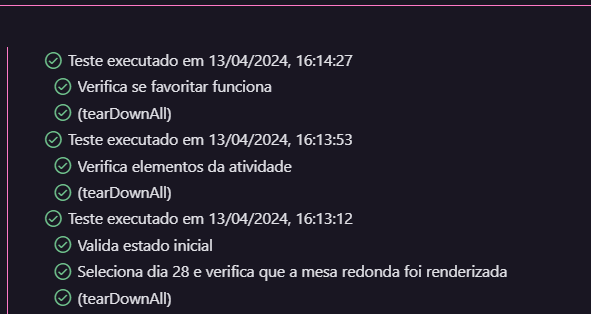 Teste executado em 13/04/2024, 16:14:27
Verifica se favoritar funciona
(tearDownAll)
Teste executado em 13/04/2024, 16:13:53
Verifica elementos da atividade
(tearDownAll)
Teste executado em 13/04/2024, 16:13:12
Valida estado inicial
Seleciona dia 28 e verifica que a mesa redonda foi renderizada
(tearDownAll)